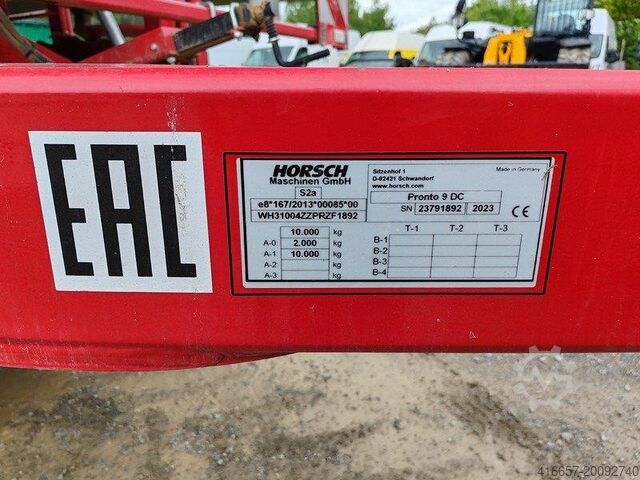 EAC
HORSCH
Maschinen GmbH
Sitzenhof 1
D-92421 Schwandorf
www.horsch.com
Made in Germany
S2a
e8*167/2013*00085*00
WH31004ZZPRZF1892
Pronto 9 DC
SN 23791892 2023 CE
10.000 kg
A-0: 2.000 kg
A-1: 10.000 kg
A-2: kg
A-3: kg
T-1 T-2 T-3
B-1
B-2
B-3
B-4
416657-20092740